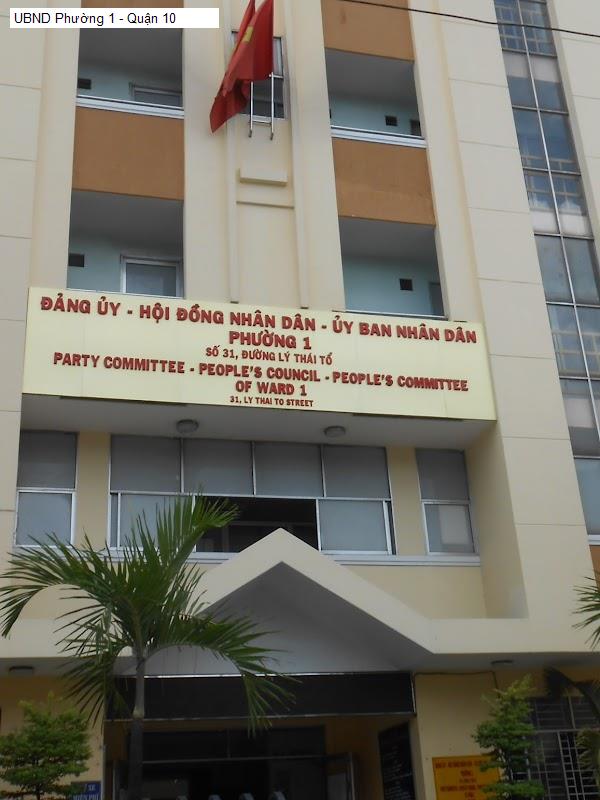 UBND Phường 1 - Quận 10
ĐẢNG ỦY - HỘI ĐỒNG NHÂN DÂN - ỦY BAN NHÂN DÂN
PHƯỜNG 1
SỐ 31, ĐƯỜNG LÝ THÁI TỔ
PARTY COMMITTEE - PEOPLE'S COUNCIL - PEOPLE'S COMMITTEE
OF WARD 1
31, LY THAI TO STREET